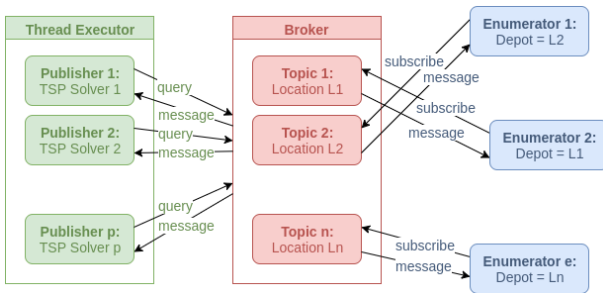 Thread Executor
Publisher 1:
TSP Solver 1
Publisher 2:
TSP Solver 2
Publisher p:
TSP Solver p
query
message
query
message
query
message
Broker
Topic 1:
Location L1
Topic 2:
Location L2
Topic n:
Location Ln
subscribe
message
subscribe
message
subscribe
message
Enumerator 1:
Depot = L2
Enumerator 2:
Depot = L1
Enumerator e:
Depot = Ln